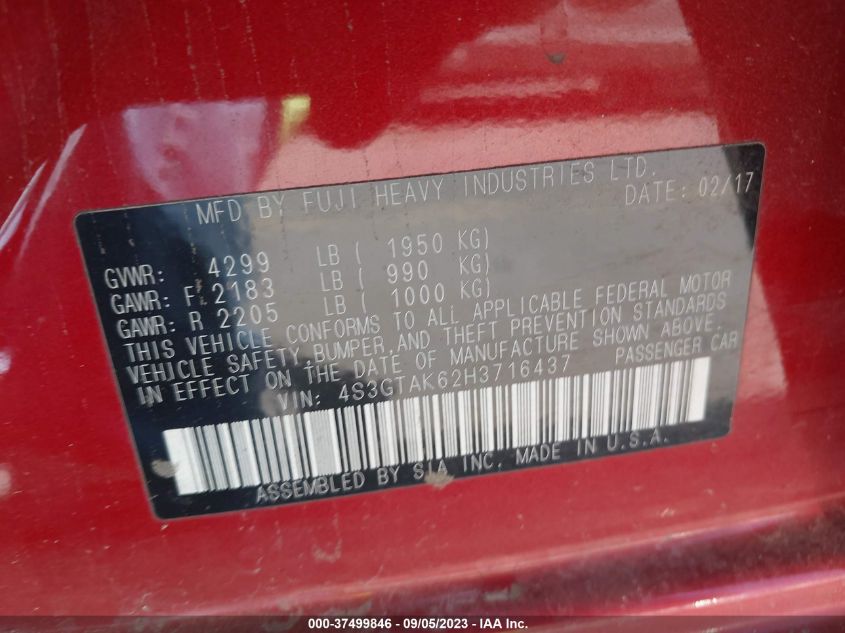 MFD BY FUJI HEAVY INDUSTRIES LTD.
DATE: 02/17
GVWR: 4299 LB ( 1950 KG)
GAWR: F 2183 LB ( 990 KG)
GAWR: R 2205 LB ( 1000 KG)
THIS VEHICLE CONFORMS TO ALL APPLICABLE FEDERAL MOTOR
VEHICLE SAFETY, BUMPER, AND THEFT PREVENTION STANDARDS
IN EFFECT ON THE DATE OF MANUFACTURE SHOWN ABOVE.
VIN: 4S3GTAK62H3716437 PASSENGER CAR
ASSEMBLED BY SIA INC. MADE IN U.S.A.
000-37499846 - 09/05/2023 - IAA Inc.